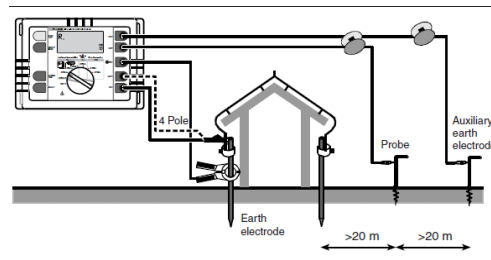 R.
4 Pole
Auxiliary
earth
electrod
Probe
Earth
electrode
>20 m
>20 m